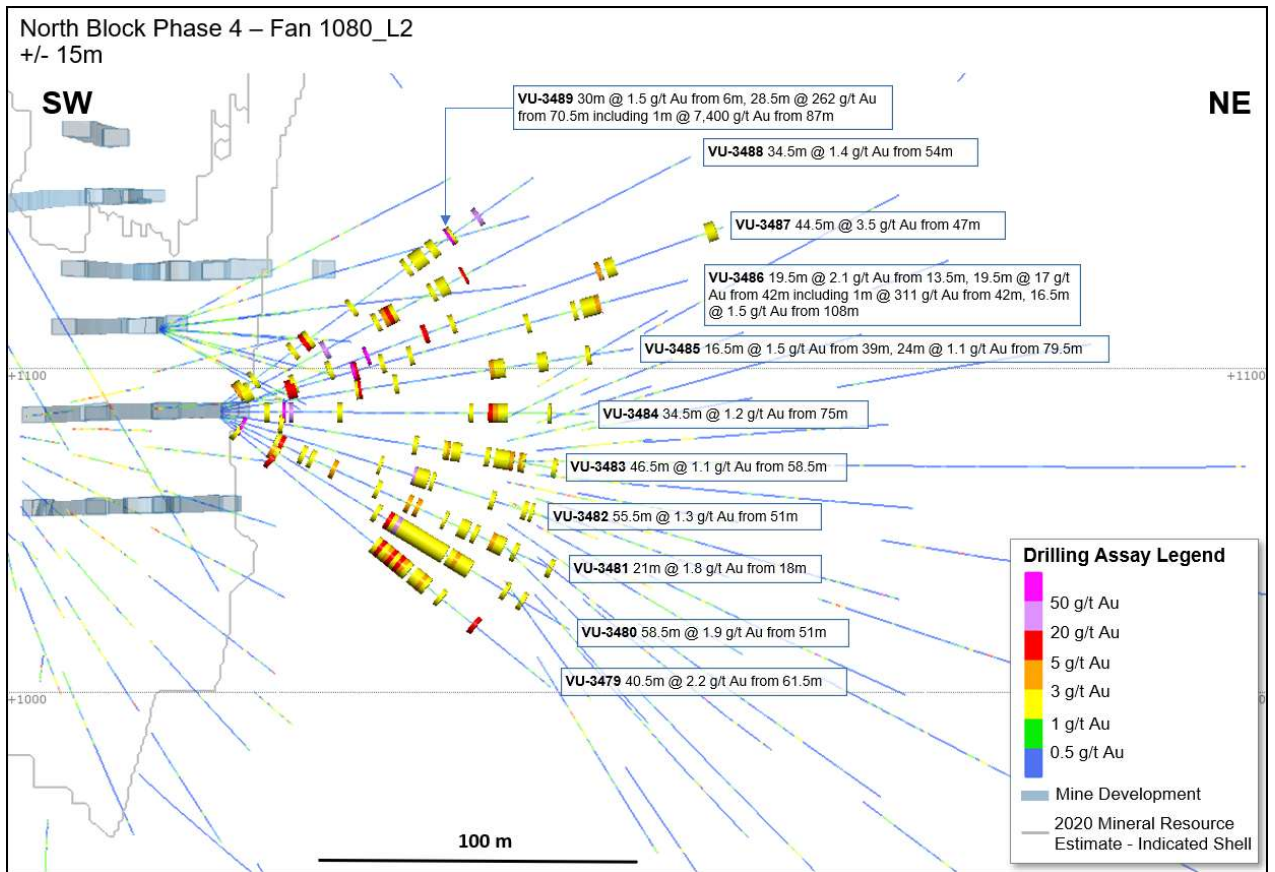 North Block Phase 4 – Fan 1080_L2
+/- 15m
SW
NE
VU-3489 30m @ 1.5 g/t Au from 6m, 28.5m @ 262 g/t Au
from 70.5m including 1m @ 7,400 g/t Au from 87m
VU-3488 34.5m @ 1.4 g/t Au from 54m
VU-3487 44.5m @ 3.5 g/t Au from 47m
VU-3486 19.5m @ 2.1 g/t Au from 13.5m, 19.5m @ 17 g/t
Au from 42m including 1m @ 311 g/t Au from 42m, 16.5m
@ 1.5 g/t Au from 108m
VU-3485 16.5m @ 1.5 g/t Au from 39m, 24m @ 1.1 g/t Au from 79.5m
+1100
+1100
VU-3484 34.5m @ 1.2 g/t Au from 75m
VU-3483 46.5m @ 1.1 g/t Au from 58.5m
VU-3482 55.5m @ 1.3 g/t Au from 51m
VU-3481 21m @ 1.8 g/t Au from 18m
VU-3480 58.5m @ 1.9 g/t Au from 51m
VU-3479 40.5m @ 2.2 g/t Au from 61.5m
+1000
0
100 m
Drilling Assay Legend
50 g/t Au
20 g/t Au
5 g/t Au
3 g/t Au
1 g/t Au
0.5 g/t Au
Mine Development
2020 Mineral Resource
Estimate - Indicated Shell